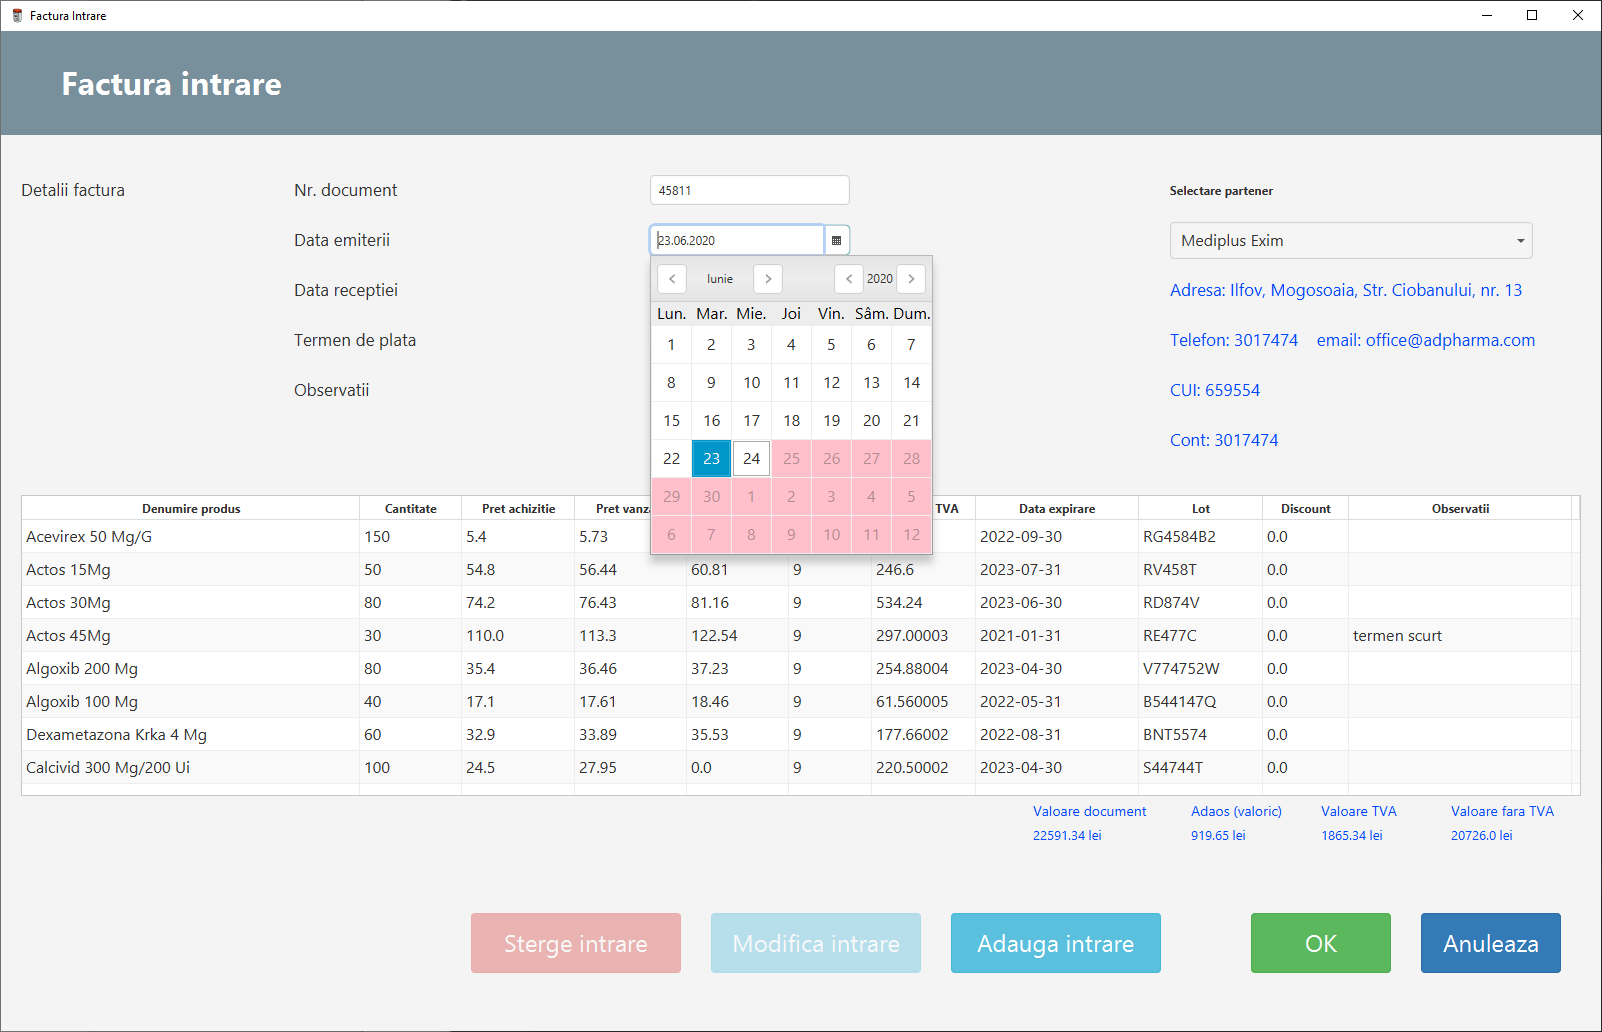 Factura Intrare
Factura intrare
Detalii factura
Nr. document
45811
Selectare partener
Data emiterii
23.06.2020
Mediplus Exim
Iunie
2020
Data receptiei
Adresa: Ilfov, Mogosoaia, Str. Ciobanului, nr. 13
Lun. Mar. Mie. Joi Vin. Sâm. Dum.
Termen de plata
1 2 3 4 5 6 7
Telefon: 3017474 email: office@adpharma.com
Observatii
8 9 10 11 12 13 14
CUI: 659554
15 16 17 18 19 20 21
Cont: 3017474
22 23 24 25 26 27 28
29 30 1 2 3 4 5
6 7 8 9 10 11 12
Denumire produs Cantitate Pret achizitie Pret vanz TVA Data expirare Lot Discount Observatii
Acevirex 50 Mg/G 150 5.4 5.73 2022-09-30 RG4584B2 0.0
Actos 15Mg 50 54.8 56.44 60.81 9 246.6 2023-07-31 RV458T 0.0
Actos 30Mg 80 74.2 76.43 81.16 9 534.24 2023-06-30 RD874V 0.0
Actos 45Mg 30 110.0 113.3 122.54 9 297.00003 2021-01-31 RE477C 0.0 termen scurt
Algoxib 200 Mg 80 35.4 36.46 37.23 9 254.88004 2023-04-30 V774752W 0.0
Algoxib 100 Mg 40 17.1 17.61 18.46 9 61.560005 2022-05-31 B544147Q 0.0
Dexametazona Krka 4 Mg 60 32.9 33.89 35.53 9 177.66002 2022-08-31 BNT5574 0.0
Calcivid 300 Mg/200 Ui 100 24.5 27.95 0.0 9 220.50002 2023-04-30 S44744T 0.0
Valoare document Adaos (valoric) Valoare TVA Valoare fara TVA
22591.34 lei 919.65 lei 1865.34 lei 20726.0 lei
Sterge intrare Modifica intrare Adauga intrare OK Anuleaza